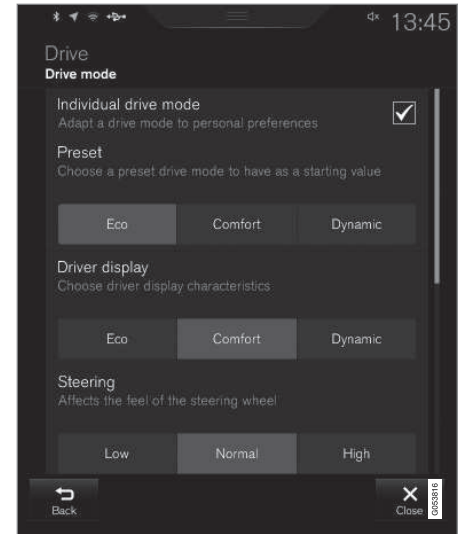 13:45
Drive
Drive mode
Individual drive mode
Adapt a drive mode to personal preferences
Preset
Choose a preset drive mode to have as a starting value
Eco Comfort Dynamic
Driver display
Choose driver display characteristics
Eco Comfort Dynamic
Steering
Affects the feel of the steering wheel
Low Normal High
Back Close
G053816